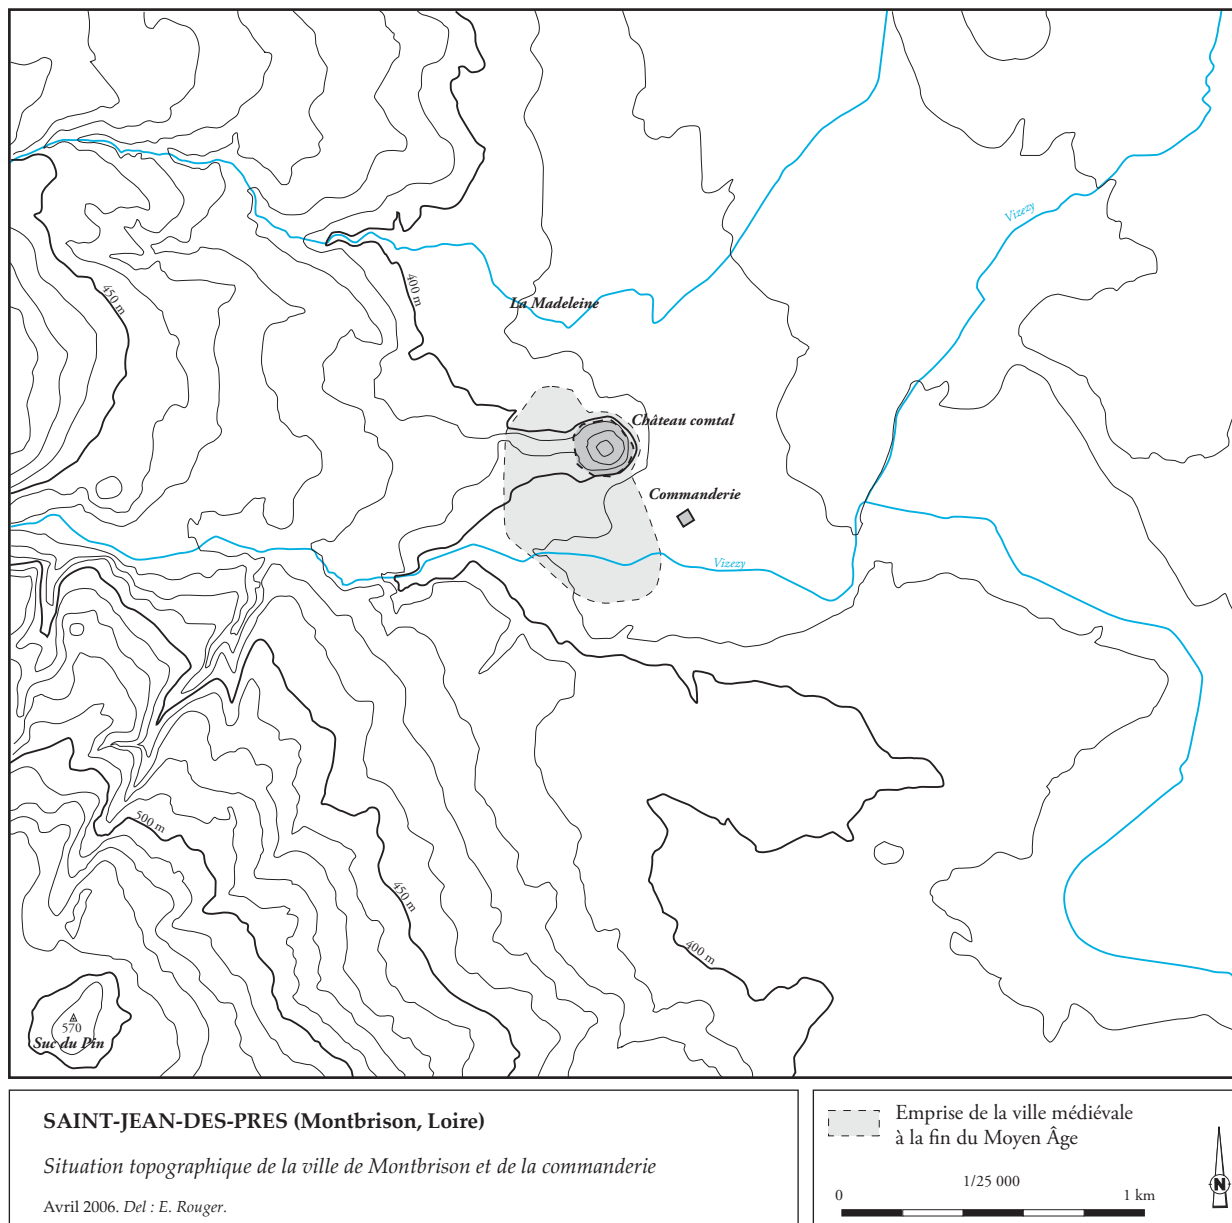 Vizezy
450 m
400 m
La Madeleine
Château comtal
Commanderie
Vizezy
500 m
450 m
400 m
570
Suc du Pin
SAINT-JEAN-DES-PRES (Montbrison, Loire)
Situation topographique de la ville de Montbrison et de la commanderie
Avril 2006. Del : E. Rouger.
Emprise de la ville médiévale
à la fin du Moyen Âge
1/25 000
0 1 km
N